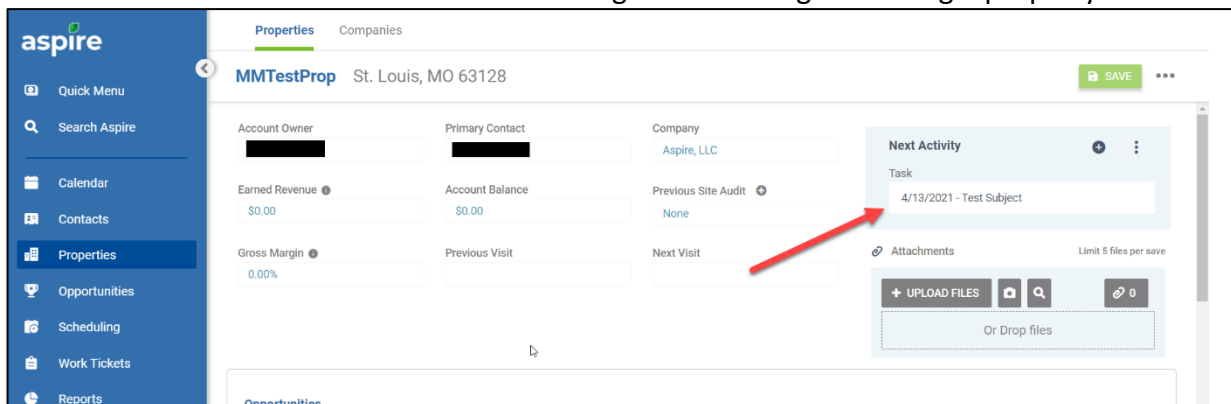 aspire
Quick Menu
Search Aspire
Calendar
Contacts
Properties
Opportunities
Scheduling
Work Tickets
Reports
Properties Companies
MMTestProp St. Louis, MO 63128
SAVE
Account Owner
Primary Contact
Company
Aspire, LLC
Earned Revenue
$0.00
Account Balance
$0.00
Previous Site Audit
None
Gross Margin
0.00%
Previous Visit
Next Visit
Next Activity
Task
4/13/2021 - Test Subject
Attachments Limit 5 files per save
+ UPLOAD FILES 0
Or Drop files